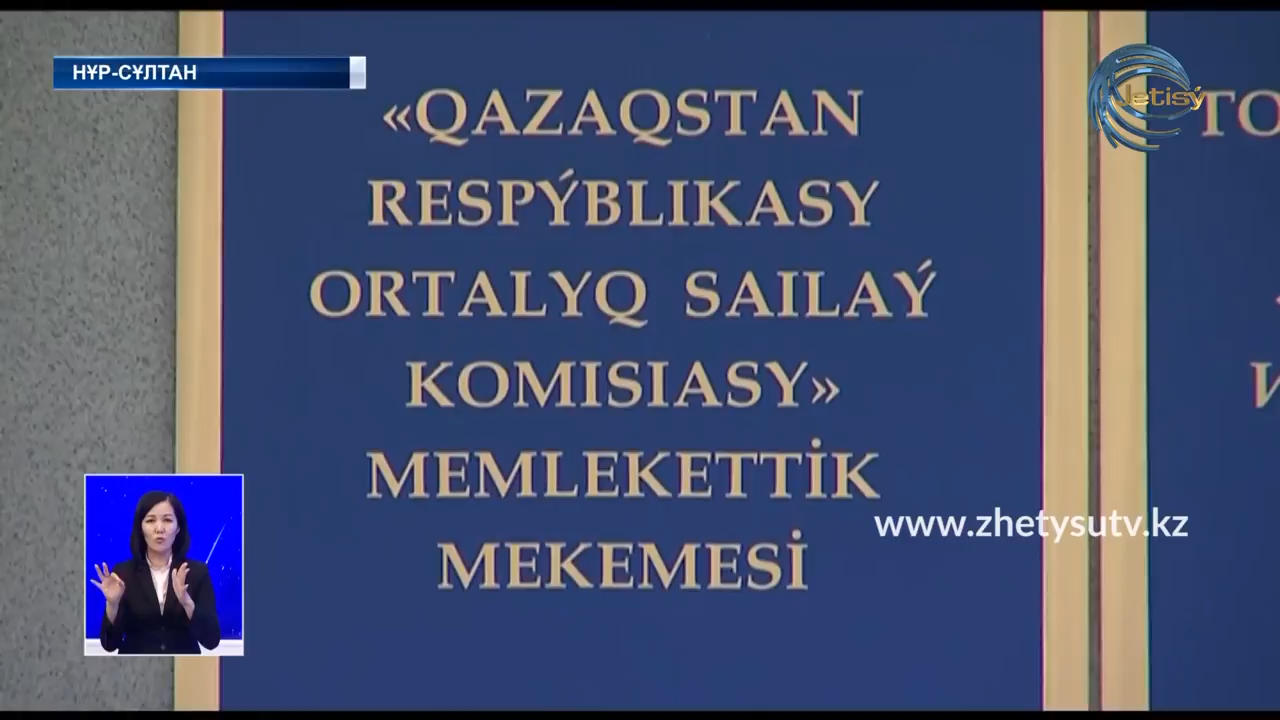 НҰР-СҰЛТАН
Jetisý
«QAZAQSTAN
RESPÝBLIKASY
ORTALYQ SAILAÝ
KOMISIASY»
MEMLEKETTİK
MEKEMESİ
www.zhetysutv.kz